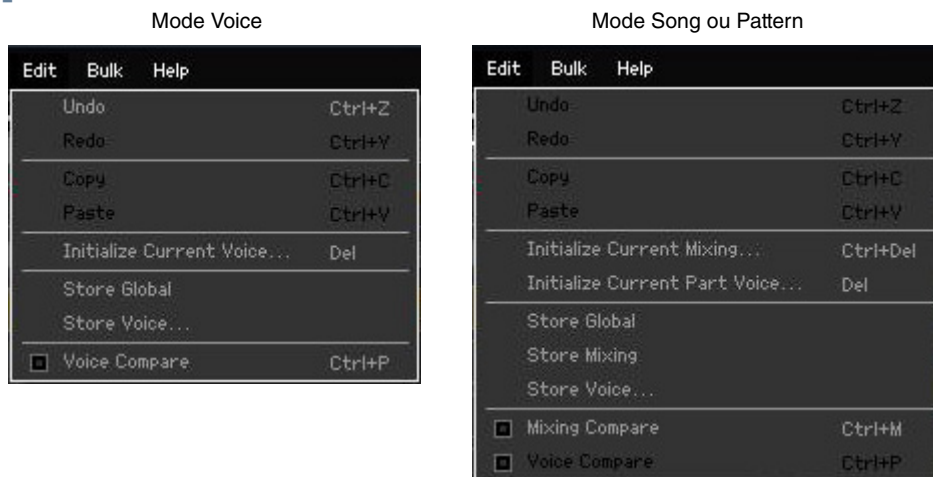 Mode Voice
Edit Bulk Help
Undo Ctrl+Z
Redo Ctrl+Y
Copy Ctrl+C
Paste Ctrl+V
Initialize Current Voice... Del
Store Global
Store Voice...
Voice Compare Ctrl+P
Mode Song ou Pattern
Edit Bulk Help
Undo Ctrl+Z
Redo Ctrl+Y
Copy Ctrl+C
Paste Ctrl+V
Initialize Current Mixing... Ctrl+Del
Initialize Current Part Voice... Del
Store Global
Store Mixing
Store Voice...
Mixing Compare Ctrl+M
Voice Compare Ctrl+P